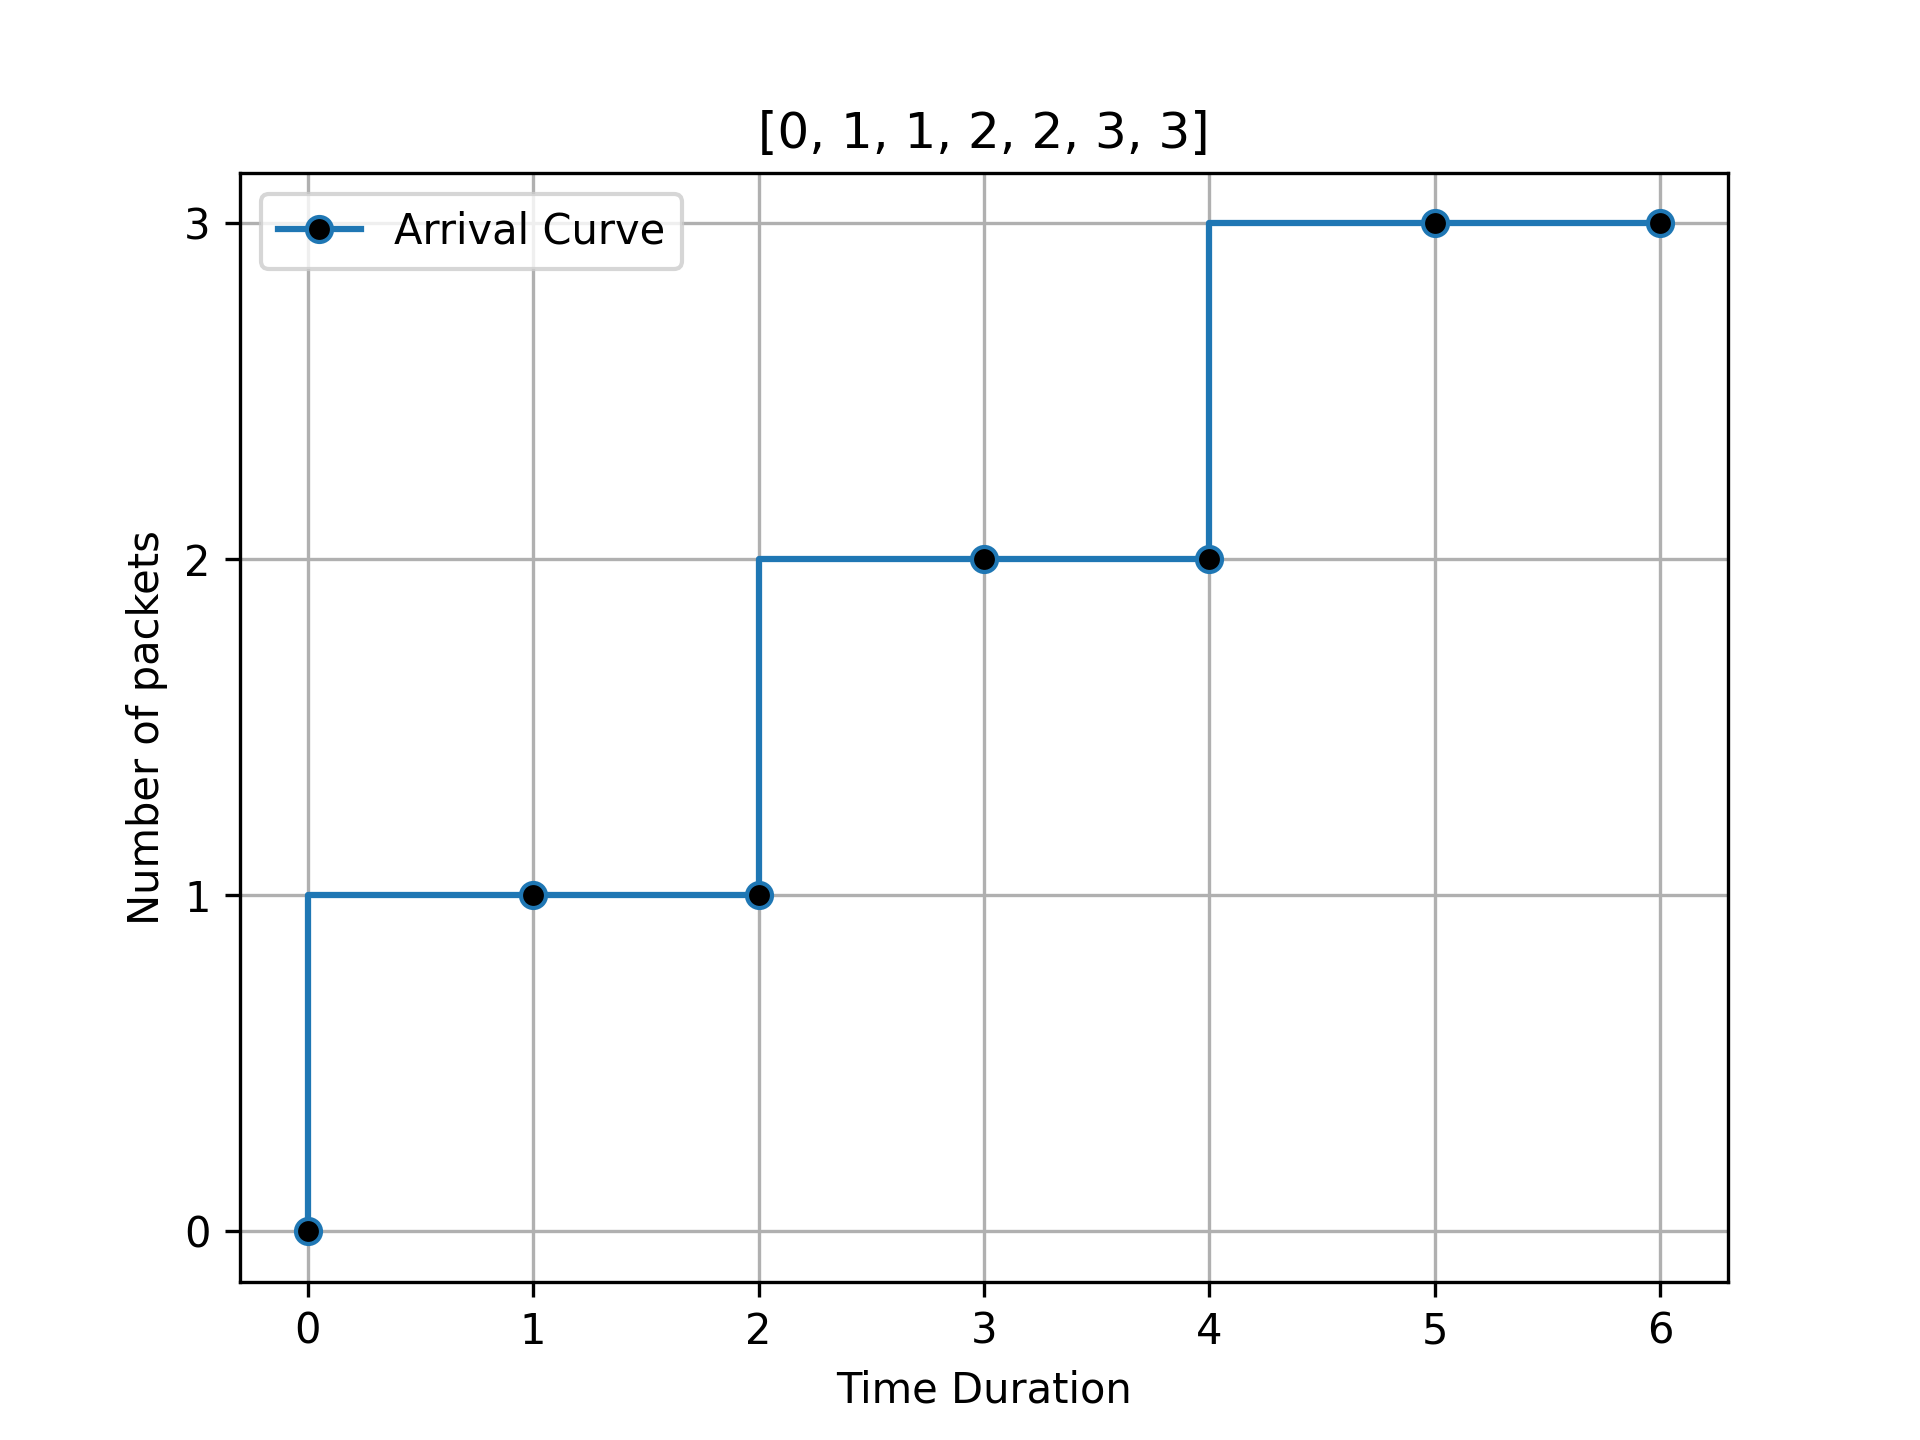 [0, 1, 1, 2, 2, 3, 3]
Arrival Curve
Number of packets
3
2
1
0
0 1 2 3 4 5 6
Time Duration